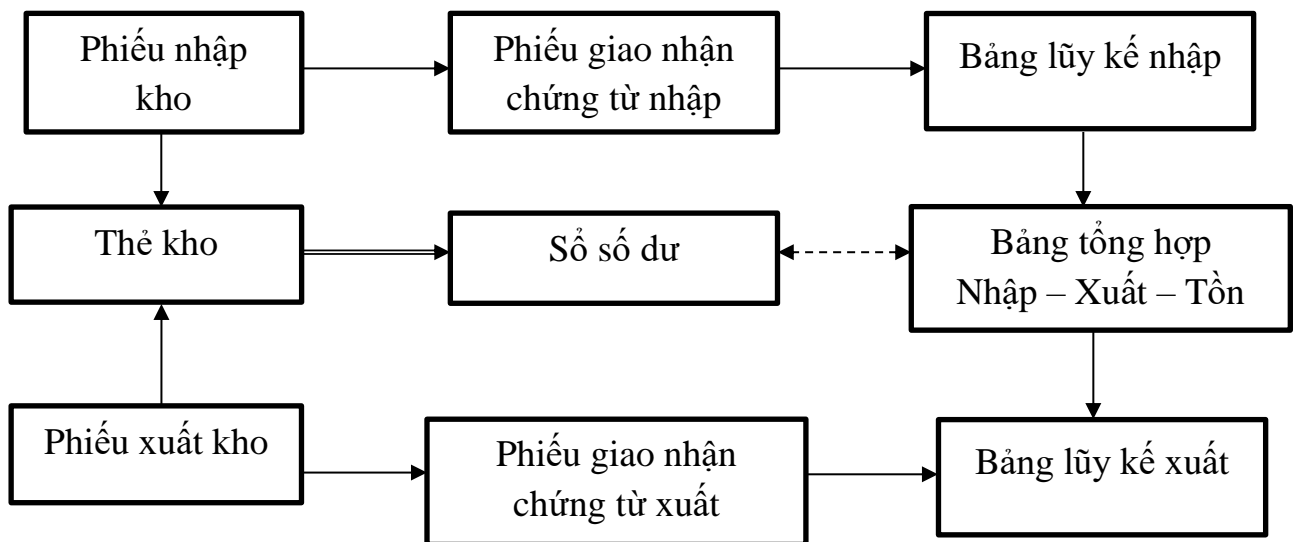 Phiếu nhập
kho
Phiếu giao nhận
chứng từ nhập
Bảng lũy kế nhập
Thẻ kho
Sổ số dư
Bảng tổng hợp
Nhập – Xuất – Tồn
Phiếu xuất kho
Phiếu giao nhận
chứng từ xuất
Bảng lũy kế xuất